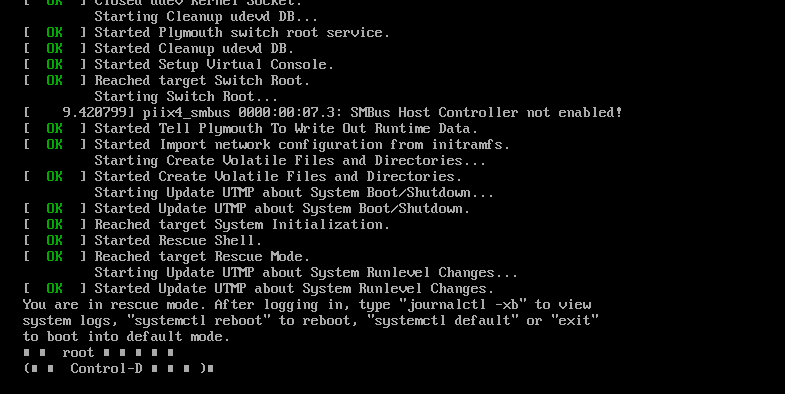 [  OK  ] Closed udev Kernel Socket.
Starting Cleanup udevd DB...
[  OK  ] Started Plymouth switch root service.
[  OK  ] Started Cleanup udevd DB.
[  OK  ] Started Setup Virtual Console.
[  OK  ] Reached target Switch Root.
Starting Switch Root...
[    9.420799] piix4_smbus 0000:00:07.3: SMBus Host Controller not enabled!
[  OK  ] Started Tell Plymouth To Write Out Runtime Data.
[  OK  ] Started Import network configuration from initramfs.
Starting Create Volatile Files and Directories...
[  OK  ] Started Create Volatile Files and Directories.
Starting Update UTMP about System Boot/Shutdown...
[  OK  ] Started Update UTMP about System Boot/Shutdown.
[  OK  ] Reached target System Initialization.
[  OK  ] Started Rescue Shell.
[  OK  ] Reached target Rescue Mode.
Starting Update UTMP about System Runlevel Changes...
[  OK  ] Started Update UTMP about System Runlevel Changes.
You are in rescue mode. After logging in, type "journalctl -xb" to view
system logs, "systemctl reboot" to reboot, "systemctl default" or "exit"
to boot into default mode.
■ ■ root ■ ■ ■ ■ ■
(■ ■ Control-D ■ ■ ■ )■